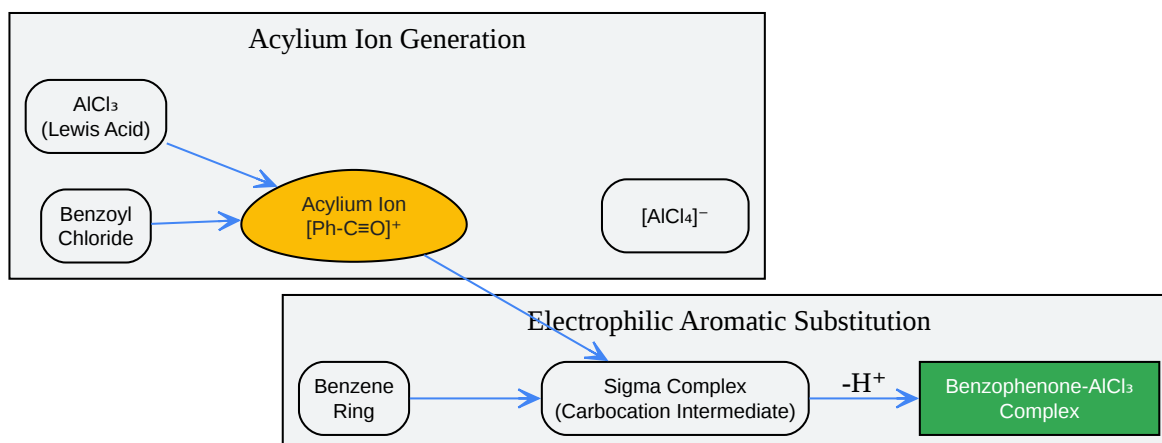 Acylium Ion Generation
AlCl₃
(Lewis Acid)
Benzoyl
Chloride
Acylium Ion
[Ph-C≡O]⁺
[AlCl₄]⁻
Electrophilic Aromatic Substitution
Benzene
Ring
Sigma Complex
(Carbocation Intermediate)
-H⁺
Benzophenone-AlCl₃
Complex